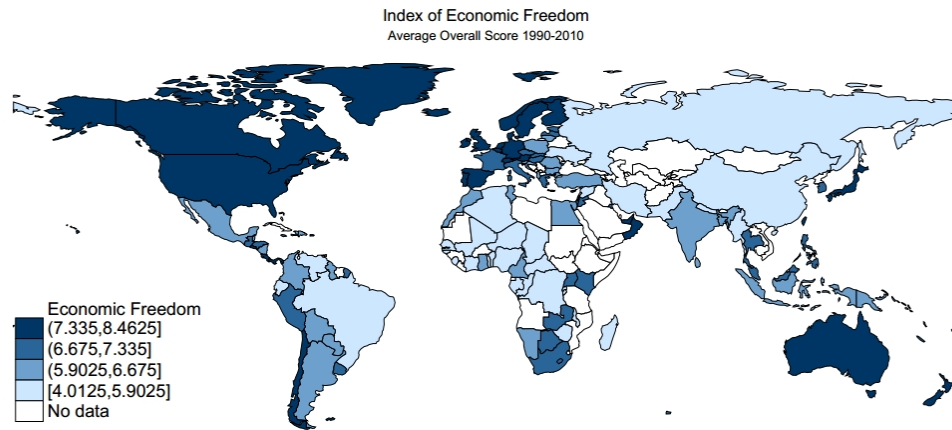 Index of Economic Freedom
Average Overall Score 1990-2010
Economic Freedom
(7.335,8.4625]
(6.675,7.335]
(5.9025,6.675]
[4.0125,5.9025]
No data